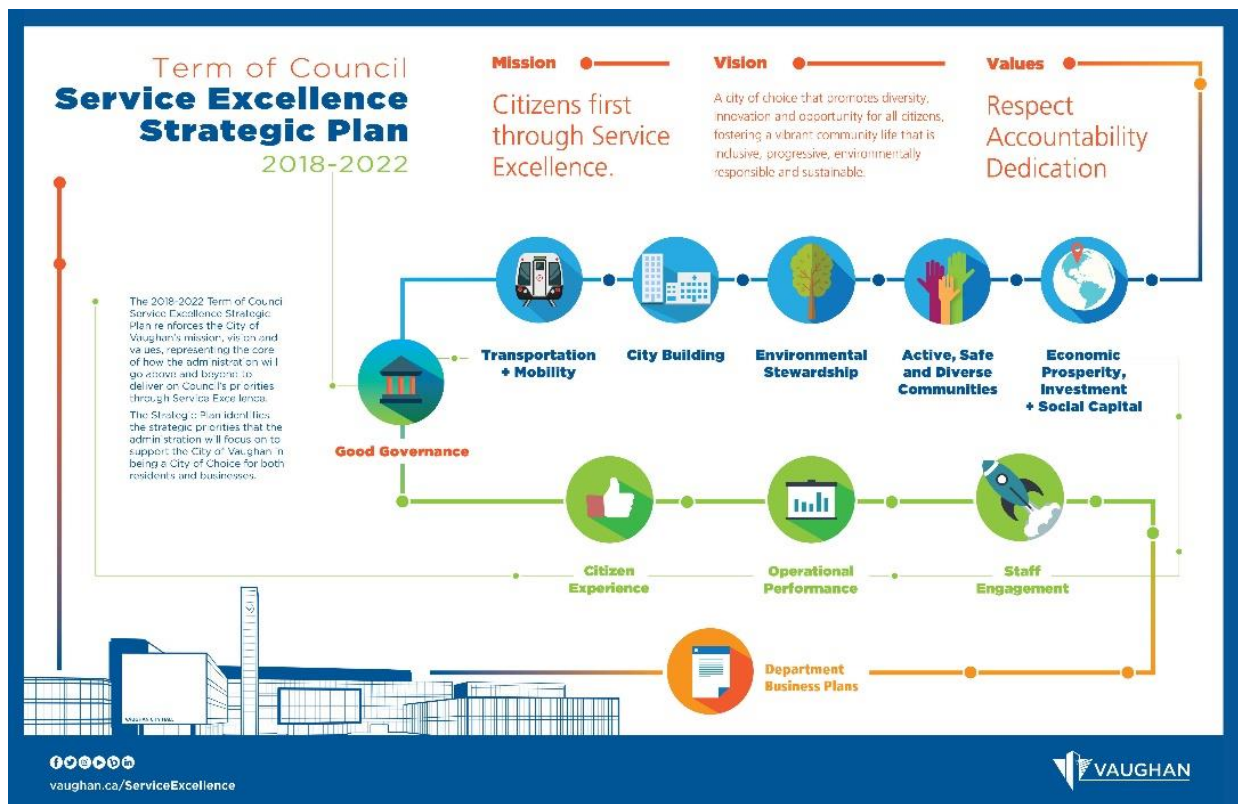 Term of Council
Service Excellence
Strategic Plan
2018-2022
Mission
Citizens first
through Service
Excellence.
Vision
A city of choice that promotes diversity,
innovation and opportunity for all citizens,
fostering a vibrant community life that is
inclusive, progressive, environmentally
responsible and sustainable.
Values
Respect
Accountability
Dedication
The 2018-2022 Term of Council
Service Excellence Strategic
Plan reinforces the City of
Vaughan's mission, vision and
values, representing the core
of how the administration will
go above and beyond to
deliver on Council's priorities
through Service Excellence.
The Strategic Plan identifies
the strategic priorities that the
administration will focus on to
support the City of Vaughan in
being a City of Choice for both
residents and businesses.
Good Governance
Transportation
+ Mobility
City Building
Environmental
Stewardship
Active, Safe
and Diverse
Communities
Economic
Prosperity,
Investment
+ Social Capital
Citizen
Experience
Operational
Performance
Staff
Engagement
Department
Business Plans
VAUGHAN CITY HALL
vaughan.ca/ServiceExcellence
VAUGHAN